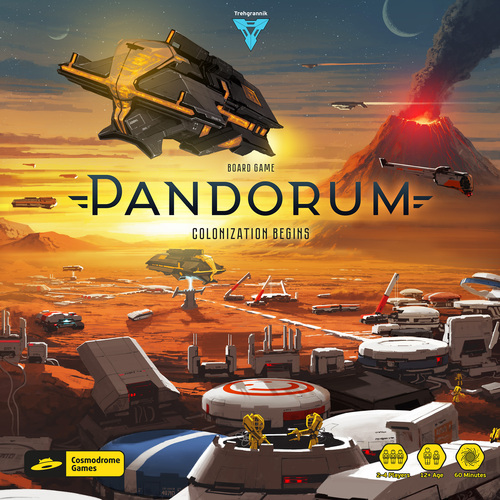 Trehgrannik
BOARD GAME
PANDORUM
COLONIZATION BEGINS
Cosmodrome
Games
2-4 Players
12+ Age
60 Minutes